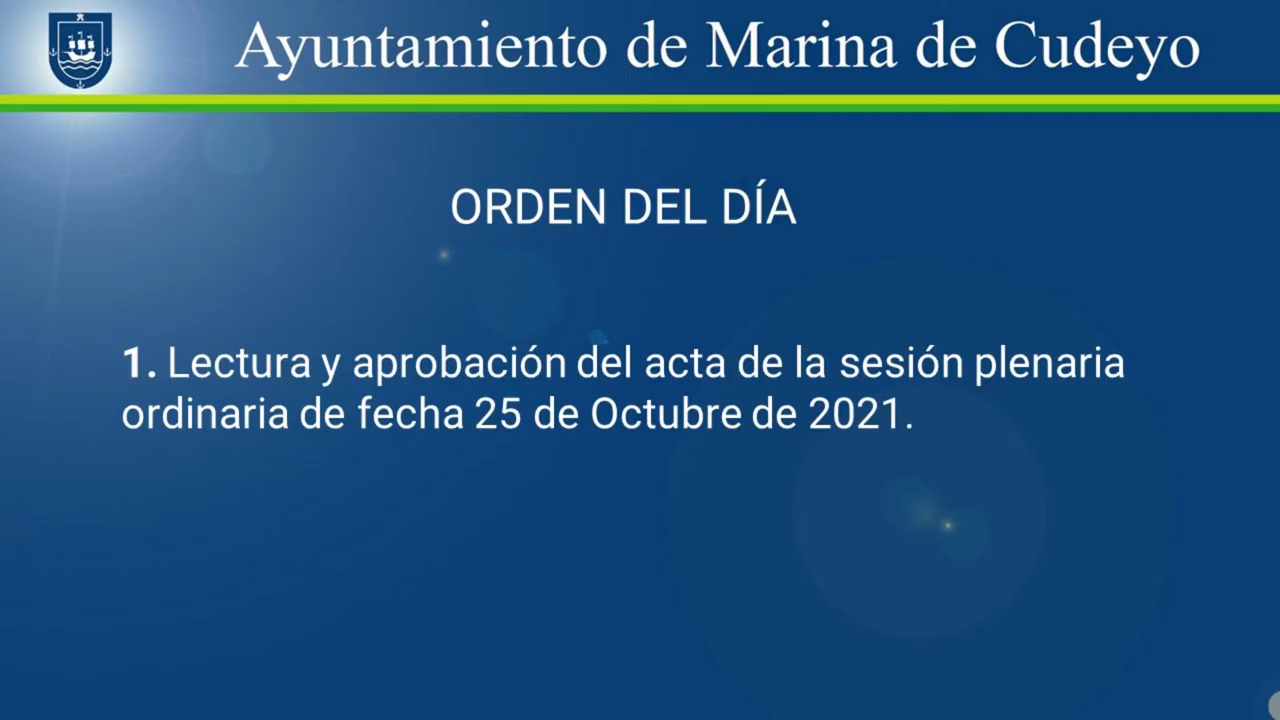 Ayuntamiento de Marina de Cudeyo
ORDEN DEL DÍA
1. Lectura y aprobación del acta de la sesión plenaria
ordinaria de fecha 25 de Octubre de 2021.